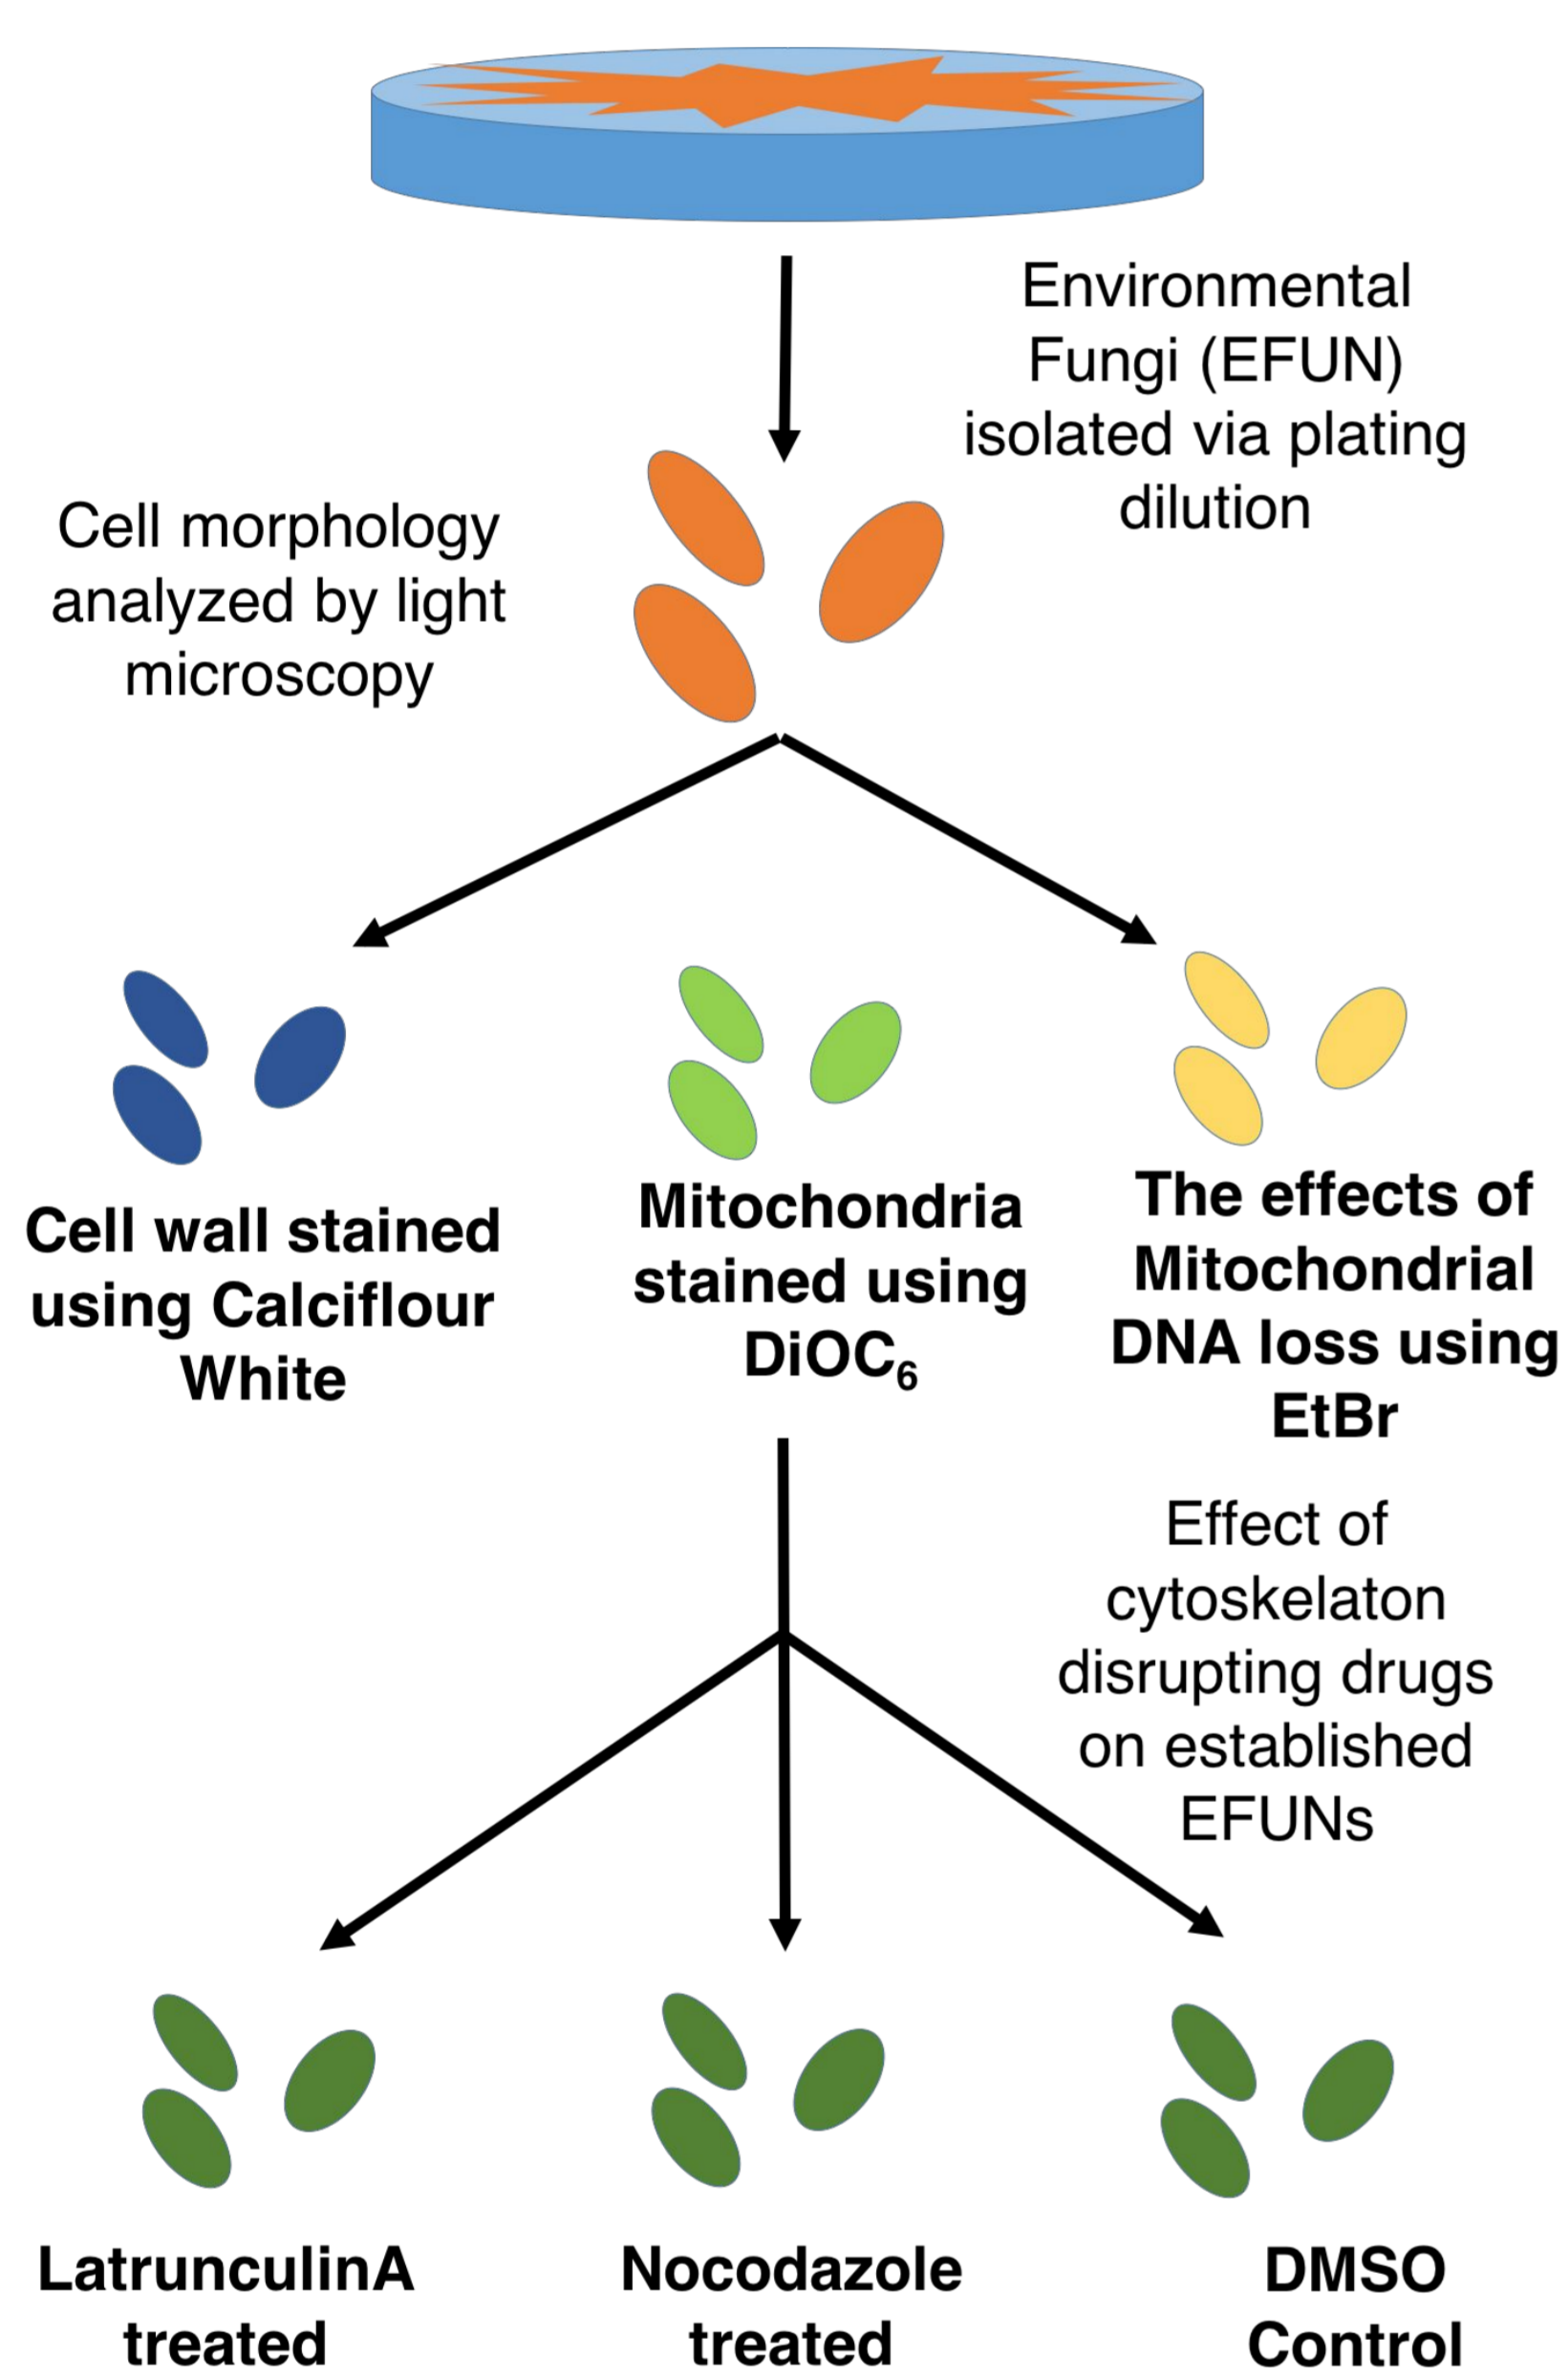 Environmental
Fungi (EFUN)
isolated via plating
dilution
Cell morphology
analyzed by light
microscopy
Cell wall stained
using Calciflour
White
Mitochondria
stained using
DiOC₆
The effects of
Mitochondrial
DNA loss using
EtBr
Effect of
cytoskelaton
disrupting drugs
on established
EFUNs
LatrunculinA
treated
Nocodazole
treated
DMSO
Control